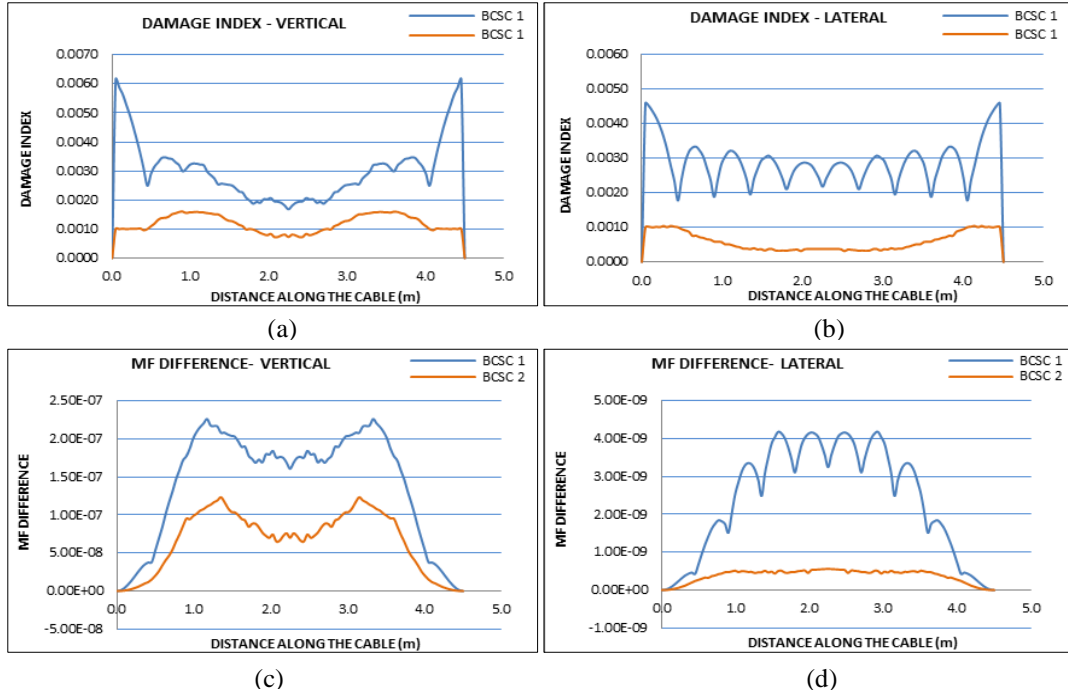 DAMAGE INDEX - VERTICAL
BCSC 1
BCSC 1
0.0070
0.0060
0.0050
0.0040
0.0030
0.0020
0.0010
0.0000
DAMAGE INDEX
0.0 1.0 2.0 3.0 4.0 5.0
DISTANCE ALONG THE CABLE (m)
(a)
DAMAGE INDEX - LATERAL
BCSC 1
BCSC 1
0.0060
0.0050
0.0040
0.0030
0.0020
0.0010
0.0000
DAMAGE INDEX
0.0 1.0 2.0 3.0 4.0 5.0
DISTANCE ALONG THE CABLE (m)
(b)
MF DIFFERENCE- VERTICAL
BCSC 1
BCSC 2
2.50E-07
2.00E-07
1.50E-07
1.00E-07
5.00E-08
0.00E+00
-5.00E-08
MF DIFFERENCE
0.0 1.0 2.0 3.0 4.0 5.0
DISTANCE ALONG THE CABLE (m)
(c)
MF DIFFERENCE- LATERAL
BCSC 1
BCSC 2
5.00E-09
4.00E-09
3.00E-09
2.00E-09
1.00E-09
0.00E+00
-1.00E-09
MF DIFFERENCE
0.0 1.0 2.0 3.0 4.0 5.0
DISTANCE ALONG THE CABLE (m)
(d)